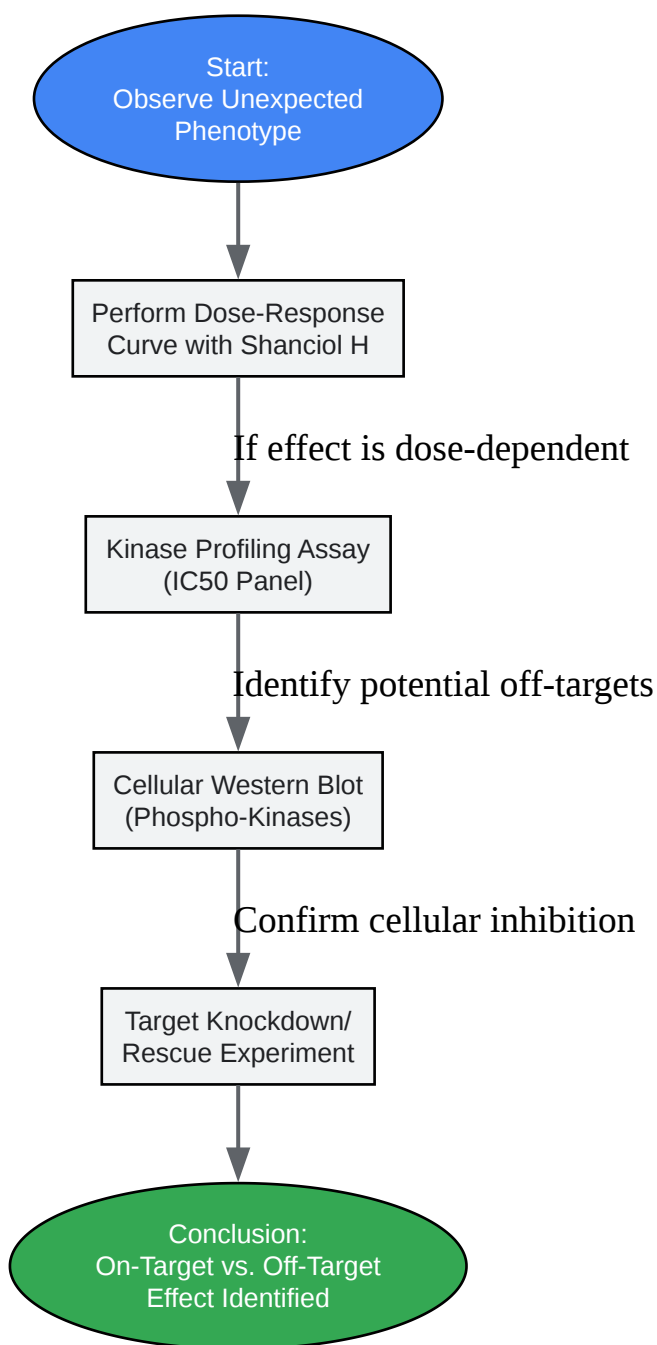 Start:
Observe Unexpected
Phenotype
Perform Dose-Response
Curve with Shanciol H
If effect is dose-dependent
Kinase Profiling Assay
(IC50 Panel)
Identify potential off-targets
Cellular Western Blot
(Phospho-Kinases)
Confirm cellular inhibition
Target Knockdown/
Rescue Experiment
Conclusion:
On-Target vs. Off-Target
Effect Identified